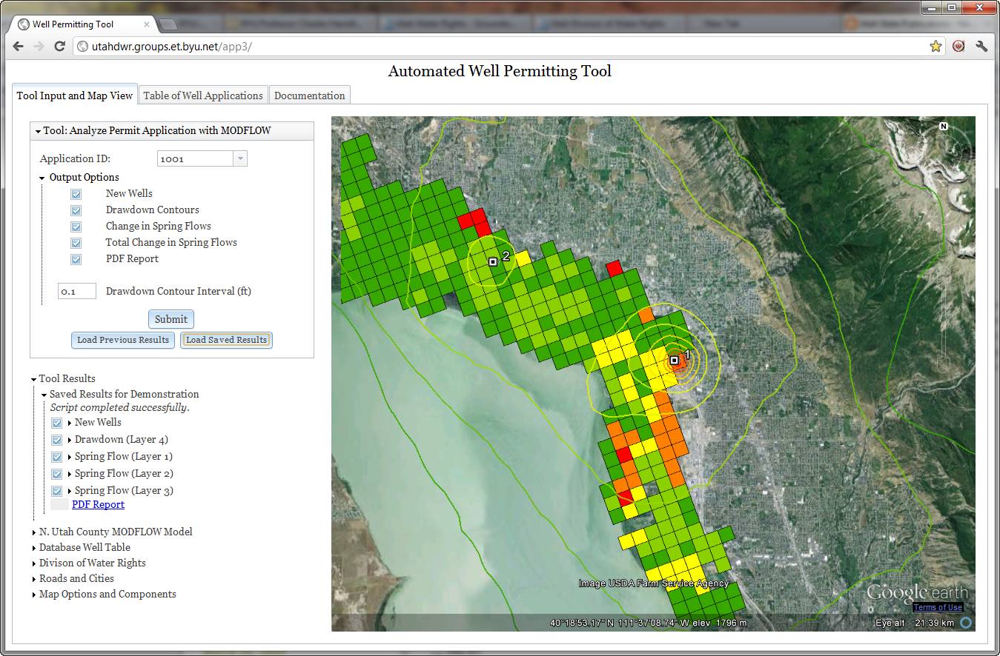 Well Permitting Tool
utahdwr.groups.et.byu.net/app3/
Automated Well Permitting Tool
Tool Input and Map View
Table of Well Applications
Documentation
Tool: Analyze Permit Application with MODFLOW
Application ID:
1001
Output Options
New Wells
Drawdown Contours
Change in Spring Flows
Total Change in Spring Flows
PDF Report
0.1
Drawdown Contour Interval (ft)
Submit
Load Previous Results
Load Saved Results
Tool Results
Saved Results for Demonstration
Script completed successfully.
New Wells
Drawdown (Layer 4)
Spring Flow (Layer 1)
Spring Flow (Layer 2)
Spring Flow (Layer 3)
PDF Report
N. Utah County MODFLOW Model
Database Well Table
Divison of Water Rights
Roads and Cities
Map Options and Components
N
2
1
Image USDA Farm Service Agency
Google earth
Terms of Use
40°18'53.17" N 111°37'08.74" W elev 1796 m
Eye alt 21.39 km